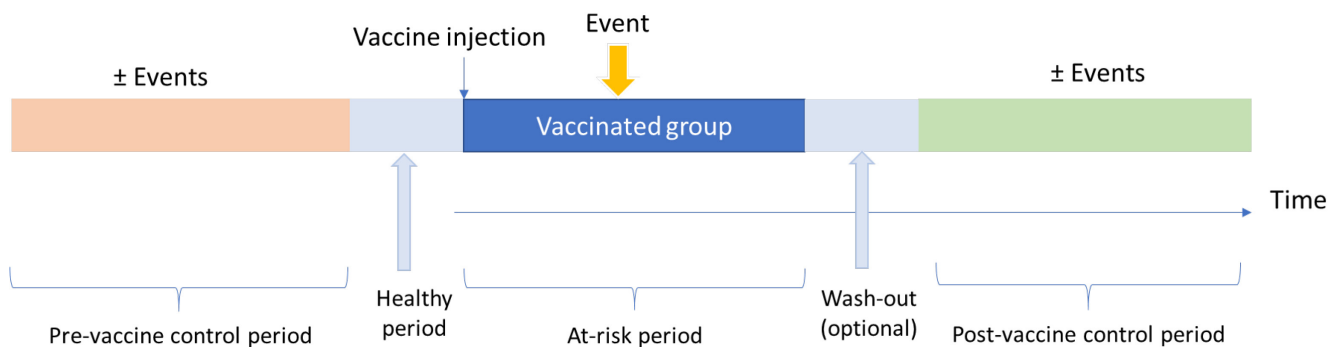 Event
Vaccine injection
± Events
± Events
Vaccinated group
Time
Healthy
period
Wash-out
(optional)
Pre-vaccine control period
At-risk period
Post-vaccine control period